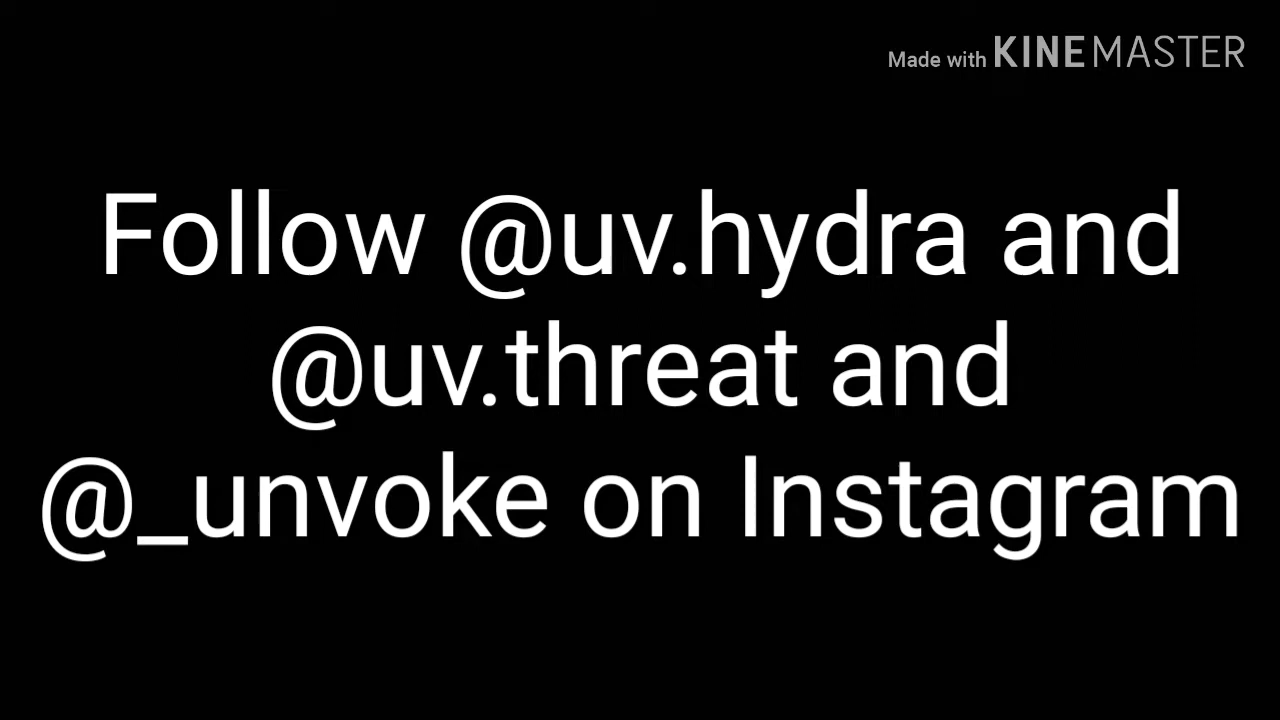 Made with KINEMASTER
Follow @uv.hydra and
@uv.threat and
@_unvoke on Instagram